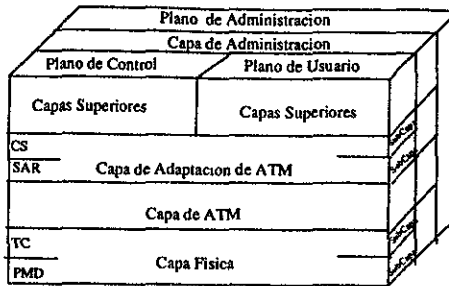 Plano de Administracion
Capa de Administracion
Plano de Control Plano de Usuario
Capas Superiores Capas Superiores
CS
SAR Capa de Adaptacion de ATM
Capa de ATM
TC
Capa Fisica
PMD